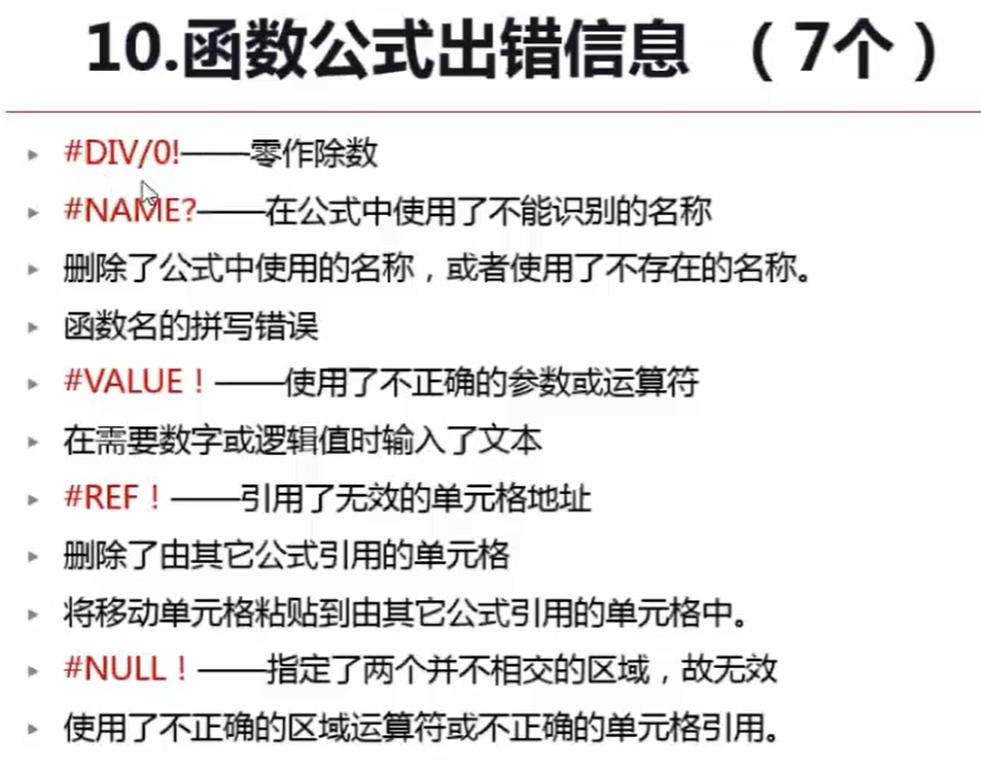 10.函数公式出错信息 （7个）
#DIV/0!——零作除数
#NAME?——在公式中使用了不能识别的名称
删除了公式中使用的名称，或者使用了不存在的名称。
函数名的拼写错误
#VALUE！——使用了不正确的参数或运算符
在需要数字或逻辑值时输入了文本
#REF！——引用了无效的单元格地址
删除了由其它公式引用的单元格
将移动单元格粘贴到由其它公式引用的单元格中。
#NULL！——指定了两个并不相交的区域，故无效
使用了不正确的区域运算符或不正确的单元格引用。